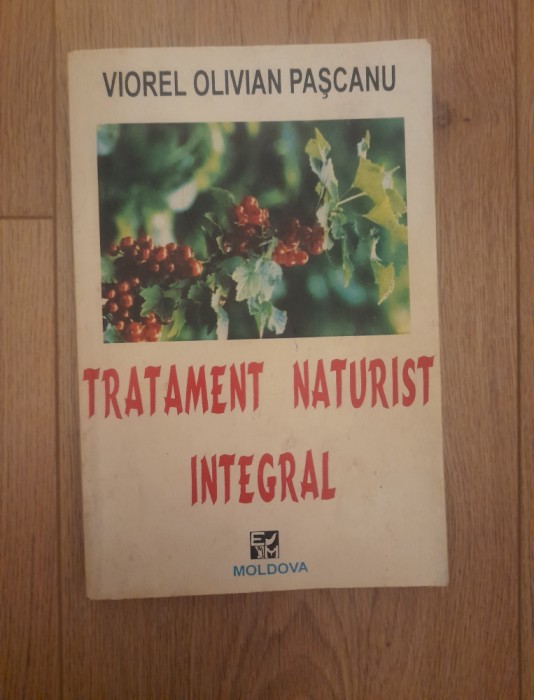 VIOREL OLIVIAN PAŞCANU
TRATAMENT NATURIST
INTEGRAL
MOLDOVA